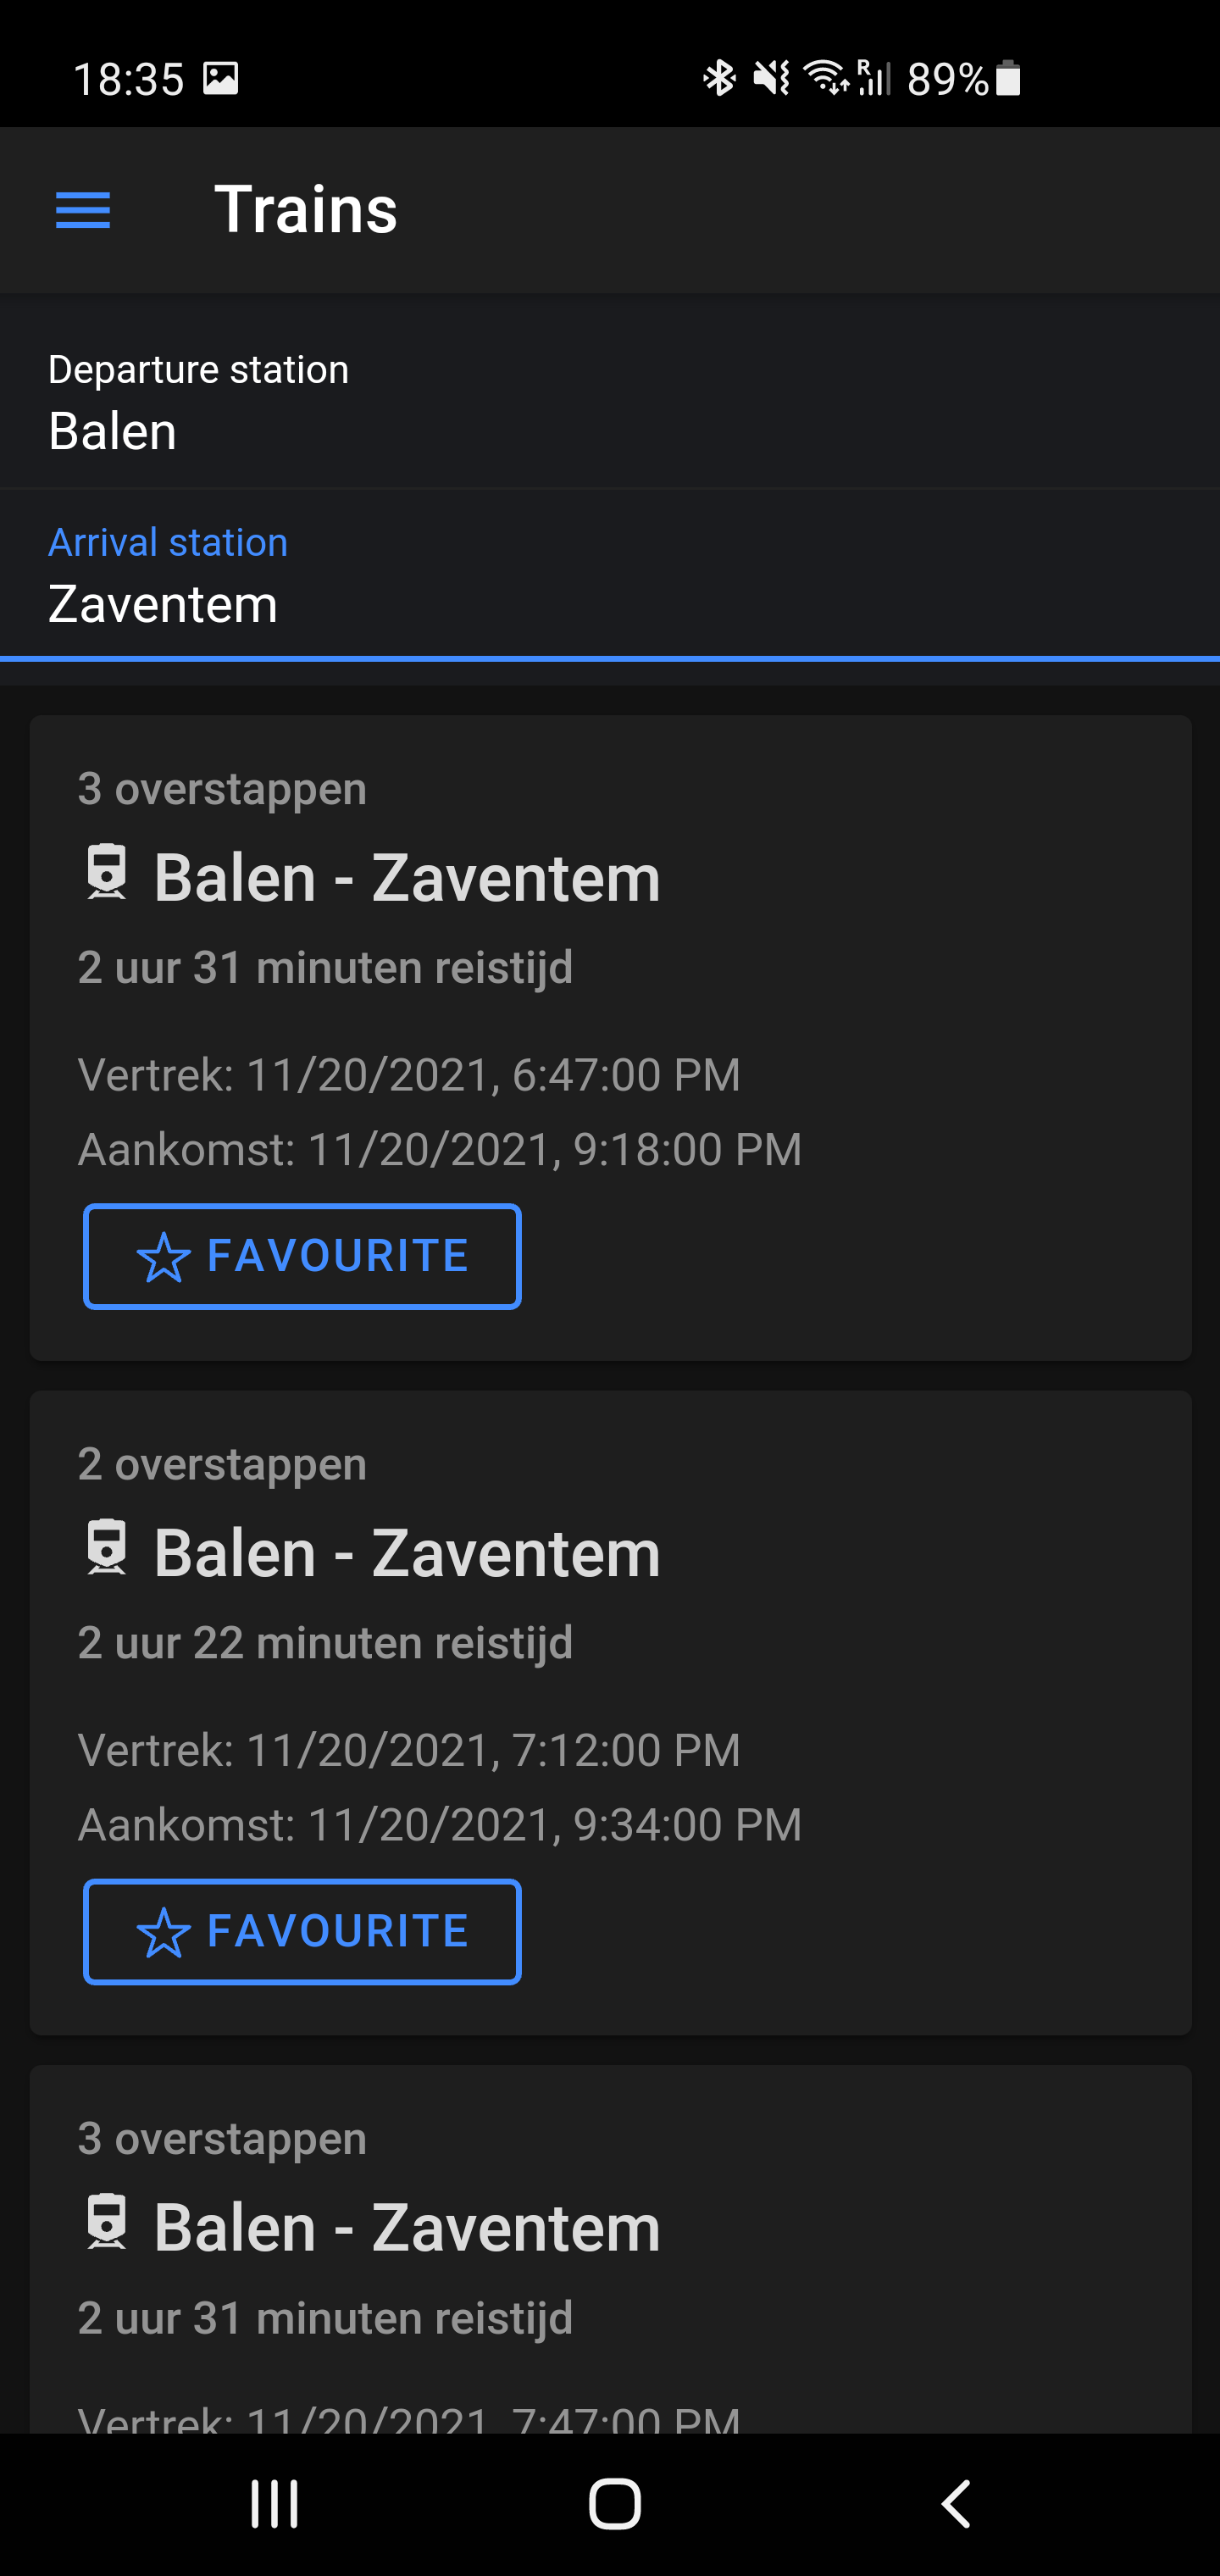 18:35
R 89%
Trains
Departure station
Balen
Arrival station
Zaventem
3 overstappen
Balen - Zaventem
2 uur 31 minuten reistijd
Vertrek: 11/20/2021, 6:47:00 PM
Aankomst: 11/20/2021, 9:18:00 PM
FAVOURITE
2 overstappen
Balen - Zaventem
2 uur 22 minuten reistijd
Vertrek: 11/20/2021, 7:12:00 PM
Aankomst: 11/20/2021, 9:34:00 PM
FAVOURITE
3 overstappen
Balen - Zaventem
2 uur 31 minuten reistijd
Vertrek: 11/20/2021, 7:47:00 PM